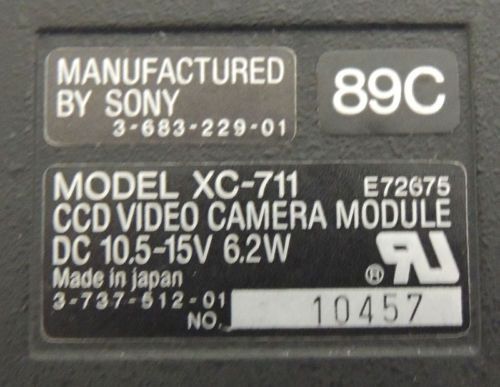 MANUFACTURED
BY SONY
3-683-229-01
89C
MODEL XC-711 E72675
CCD VIDEO CAMERA MODULE
DC 10.5-15V 6.2W
Made in japan
3-737-512-01
NO. 10457
®
RU